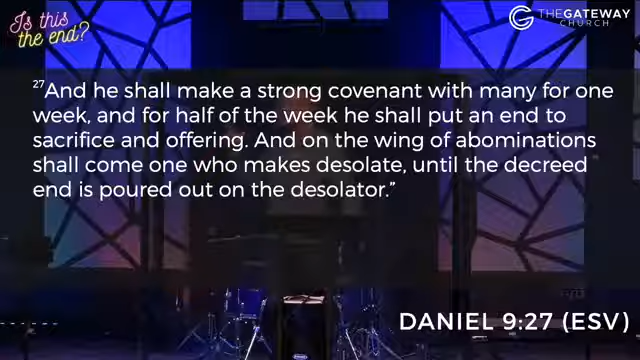 Is this
the end?
THEGATEWAY
CHURCH
27And he shall make a strong covenant with many for one
week, and for half of the week he shall put an end to
sacrifice and offering. And on the wing of abominations
shall come one who makes desolate, until the decreed
end is poured out on the desolator.”
DANIEL 9:27 (ESV)